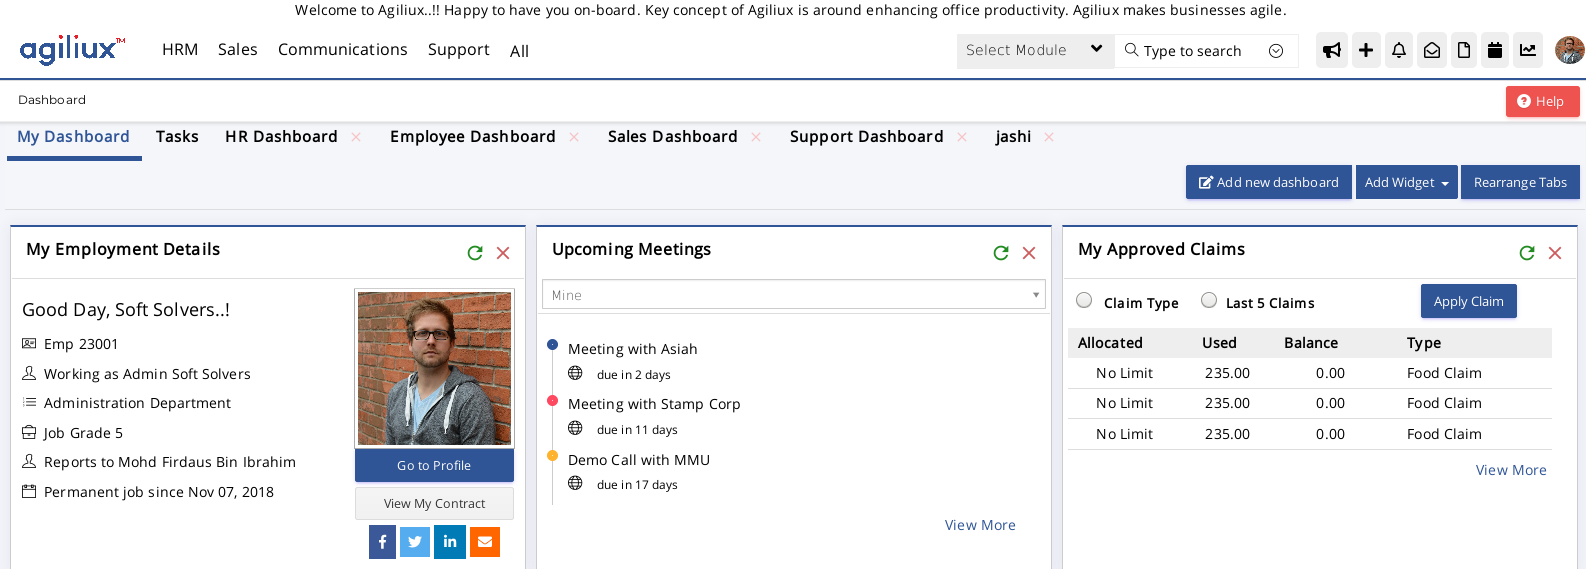 Welcome to Agiliux..!! Happy to have you on-board. Key concept of Agiliux is around enhancing office productivity. Agiliux makes businesses agile.
agiliux™ HRM Sales Communications Support All Select Module Type to search
Dashboard Help
My Dashboard Tasks HR Dashboard × Employee Dashboard × Sales Dashboard × Support Dashboard × jashi ×
Add new dashboard Add Widget Rearrange Tabs
My Employment Details
Good Day, Soft Solvers..!
Emp 23001
Working as Admin Soft Solvers
Administration Department
Job Grade 5
Reports to Mohd Firdaus Bin Ibrahim
Permanent job since Nov 07, 2018
Go to Profile
View My Contract
Upcoming Meetings
Mine
Meeting with Asiah
due in 2 days
Meeting with Stamp Corp
due in 11 days
Demo Call with MMU
due in 17 days
View More
My Approved Claims
Claim Type Last 5 Claims Apply Claim
Allocated Used Balance Type
No Limit 235.00 0.00 Food Claim
No Limit 235.00 0.00 Food Claim
No Limit 235.00 0.00 Food Claim
View More